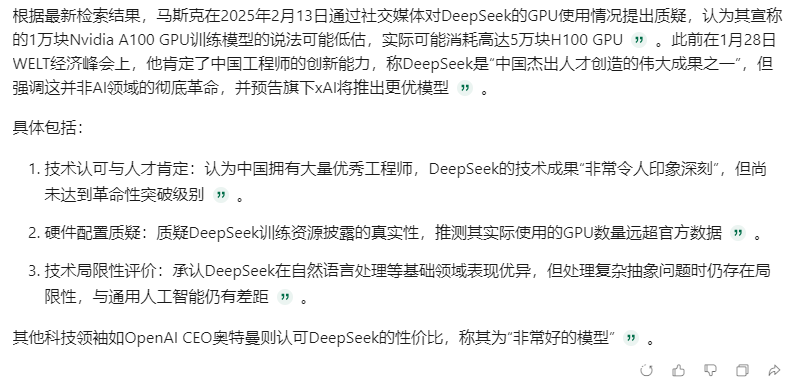 根据最新检索结果，马斯克在2025年2月13日通过社交媒体对DeepSeek的GPU使用情况提出质疑，认为其宣称
的1万块Nvidia A100 GPU训练模型的说法可能低估，实际可能消耗高达5万块H100 GPU ” 。此前在1月28日
WELT经济峰会上，他肯定了中国工程师的创新能力，称DeepSeek是“中国杰出人才创造的伟大成果之一”，但
强调这并非AI领域的彻底革命，并预告旗下xAI将推出更优模型 ” 。
具体包括：
1. 技术认可与人才肯定：认为中国拥有大量优秀工程师，DeepSeek的技术成果“非常令人印象深刻”，但尚
未达到革命性突破级别 ” 。
2. 硬件配置质疑：质疑DeepSeek训练资源披露的真实性，推测其实际使用的GPU数量远超官方数据 ” 。
3. 技术局限性评价：承认DeepSeek在自然语言处理等基础领域表现优异，但处理复杂抽象问题时仍存在局
限性，与通用人工智能仍有差距 ” 。
其他科技领袖如OpenAI CEO奥特曼则认可DeepSeek的性价比，称其为“非常好的模型” ” 。